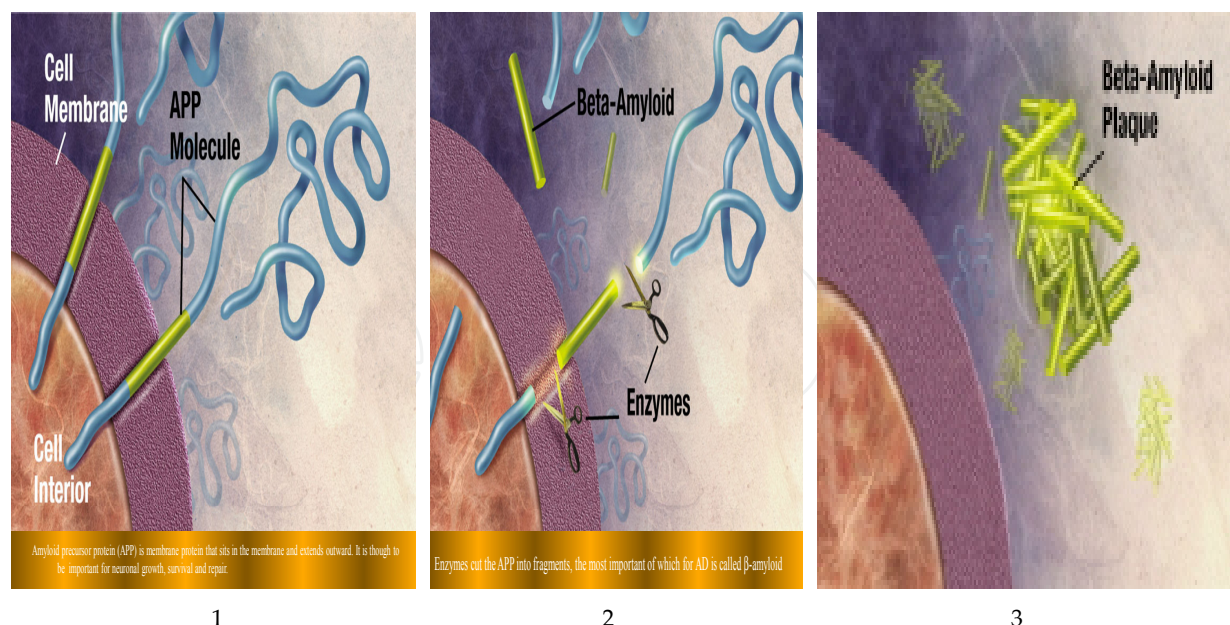 Cell
Membrane
APP
Molecule
Cell
Interior
Amyloid precursor protein (APP) is membrane protein that sits in the membrane and extends outward. It is though to
be important for neuronal growth, survival and repair.
1
Beta-Amyloid
Enzymes
Enzymes cut the APP into fragments, the most important of which for AD is called β-amyloid
2
Beta-Amyloid
Plaque
3